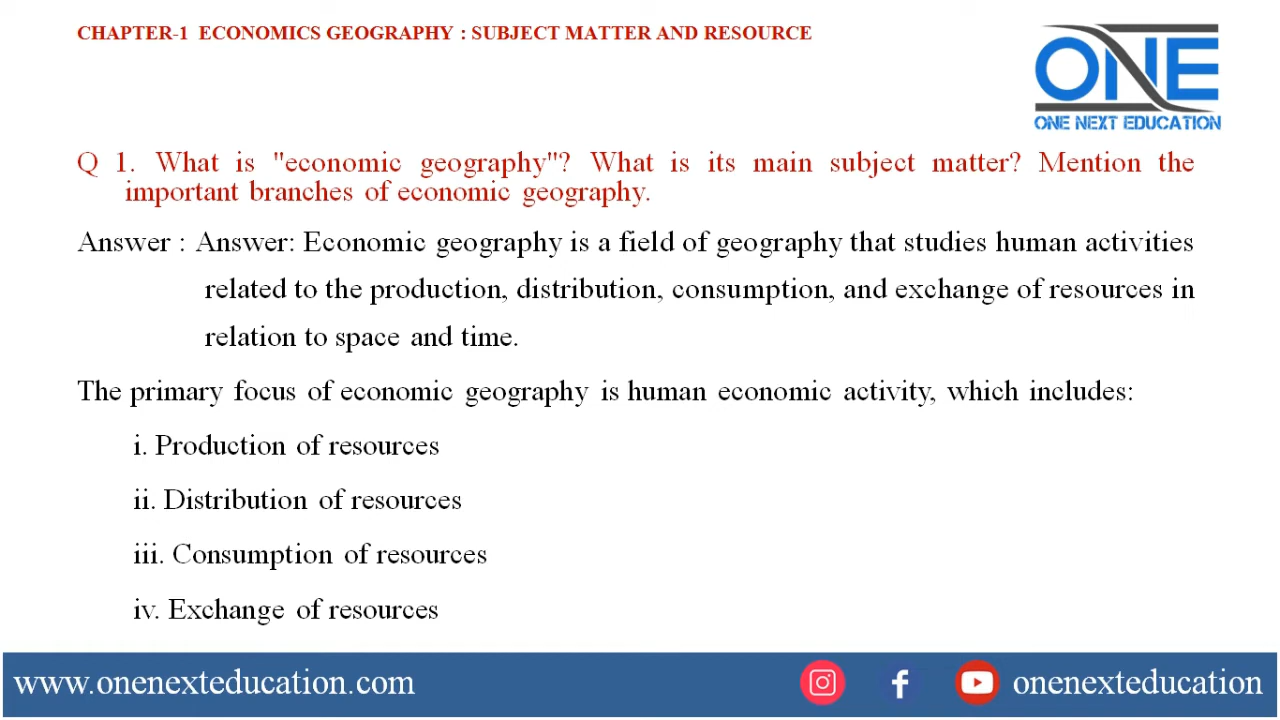 CHAPTER-1 ECONOMICS GEOGRAPHY : SUBJECT MATTER AND RESOURCE
ONE
ONE NEXT EDUCATION
Q 1. What is "economic geography"? What is its main subject matter? Mention the
important branches of economic geography.
Answer : Answer: Economic geography is a field of geography that studies human activities
related to the production, distribution, consumption, and exchange of resources in
relation to space and time.
The primary focus of economic geography is human economic activity, which includes:
i. Production of resources
ii. Distribution of resources
iii. Consumption of resources
iv. Exchange of resources
www.onenexteducation.com
onenexteducation